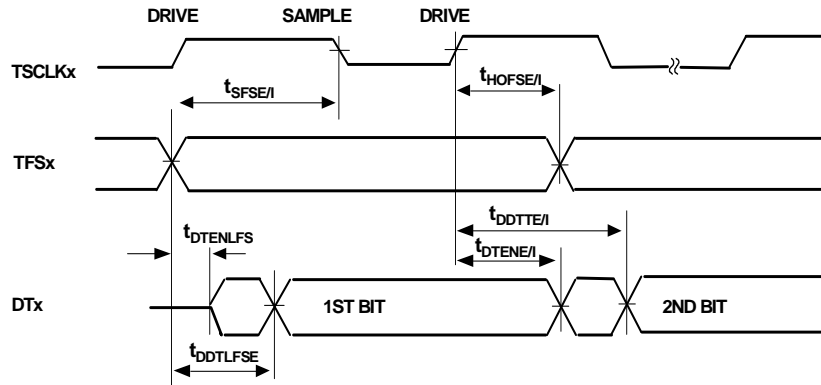 DRIVE SAMPLE DRIVE
TSCLKx
tSFSE/I tHOFSE/I
TFSx
tDDTTE/I
tDTENLFS
tDTENE/I
DTx 1ST BIT 2ND BIT
tDDTLFSE